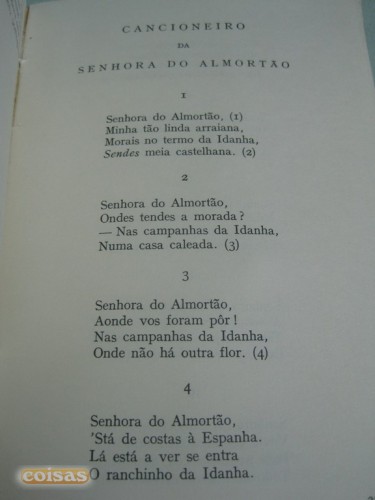 CANCIONEIRO
DA
SENHORA DO ALMORTÃO
1
Senhora do Almortão, (1)
Minha tão linda arraiana,
Morais no termo da Idanha,
Sendes meia castelhana. (2)
2
Senhora do Almortão,
Ondes tendes a morada?
— Nas campanhas da Idanha,
Numa casa caleada. (3)
3
Senhora do Almortão,
Aonde vos foram pôr!
Nas campanhas da Idanha,
Onde não há outra flor. (4)
4
Senhora do Almortão,
'Stá de costas à Espanha.
Lá está a ver se entra
O ranchinho da Idanha.
coisas